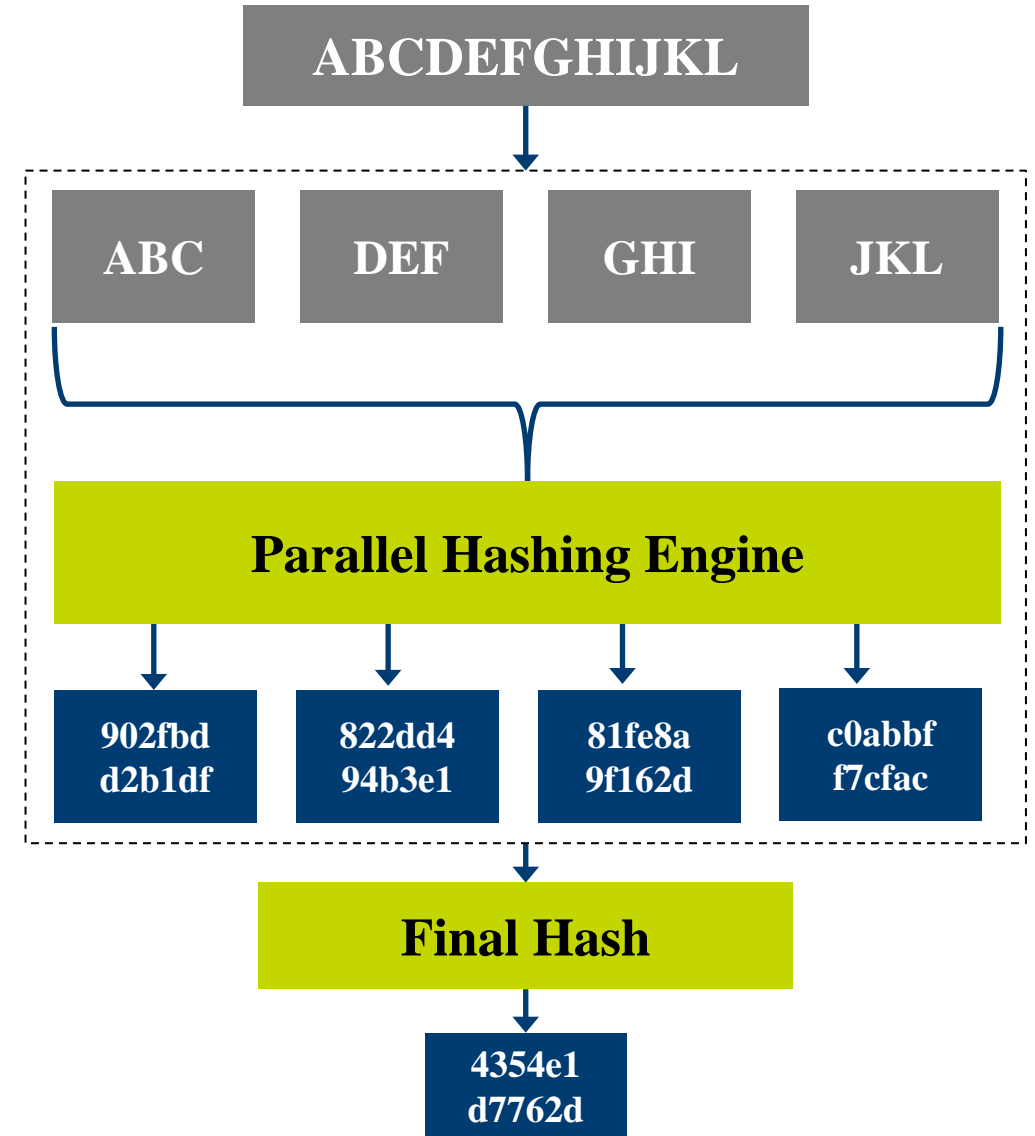 ABCDEFGHIJKL
ABC
DEF
GHI
JKL
Parallel Hashing Engine
902fbd
d2b1df
822dd4
94b3e1
81fe8a
9f162d
c0abbf
f7cfac
Final Hash
4354e1
d7762d